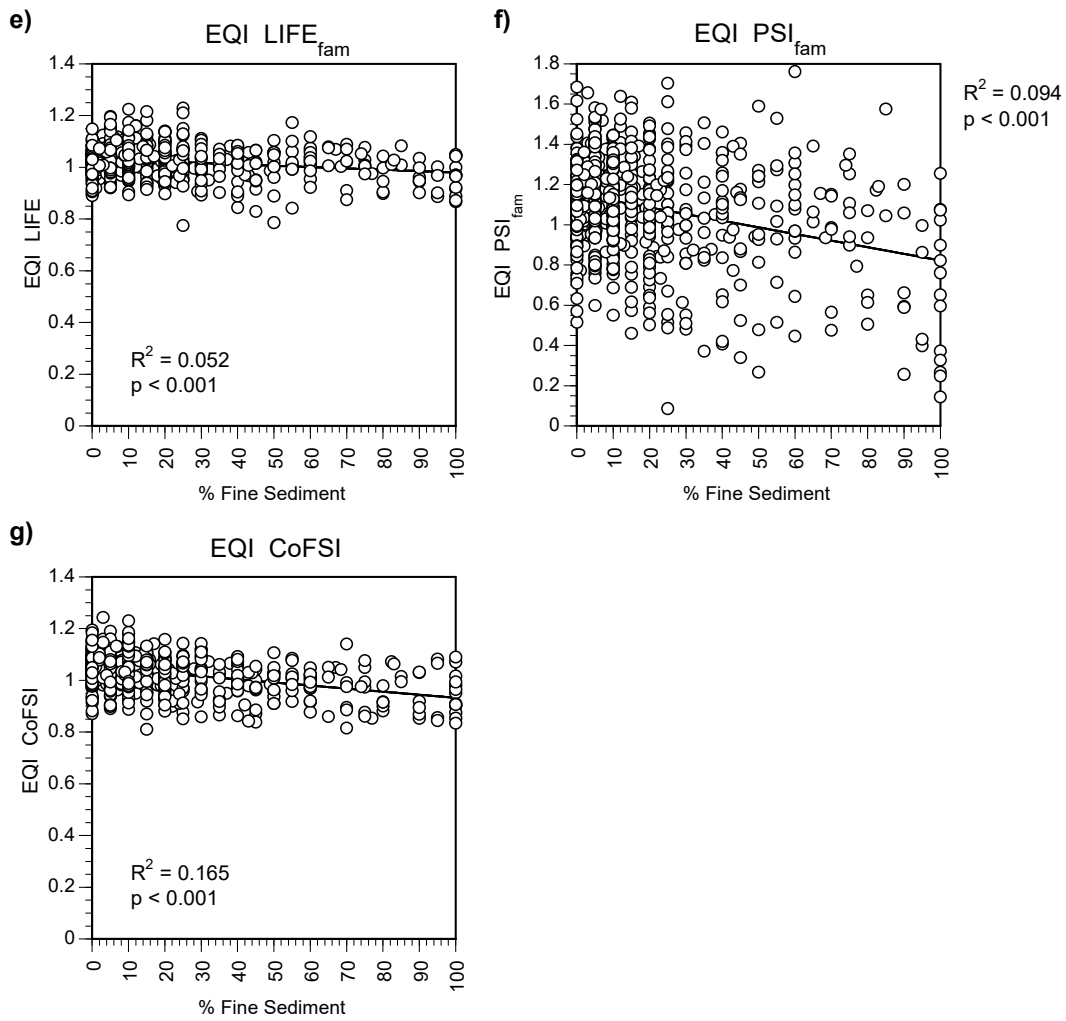 e)
EQI LIFEfam
1.4
1.2
1
0.8
0.6
0.4
0.2
0
EQI LIFE
R2 = 0.052
p < 0.001
0 10 20 30 40 50 60 70 80 90 100
% Fine Sediment
f)
EQI PSIfam
1.8
1.6
1.4
1.2
1
0.8
0.6
0.4
0.2
0
EQI PSIfam
R2 = 0.094
p < 0.001
0 10 20 30 40 50 60 70 80 90 100
% Fine Sediment
g)
EQI CoFSI
1.4
1.2
1
0.8
0.6
0.4
0.2
0
EQI CoFSI
R2 = 0.165
p < 0.001
0 10 20 30 40 50 60 70 80 90 100
% Fine Sediment